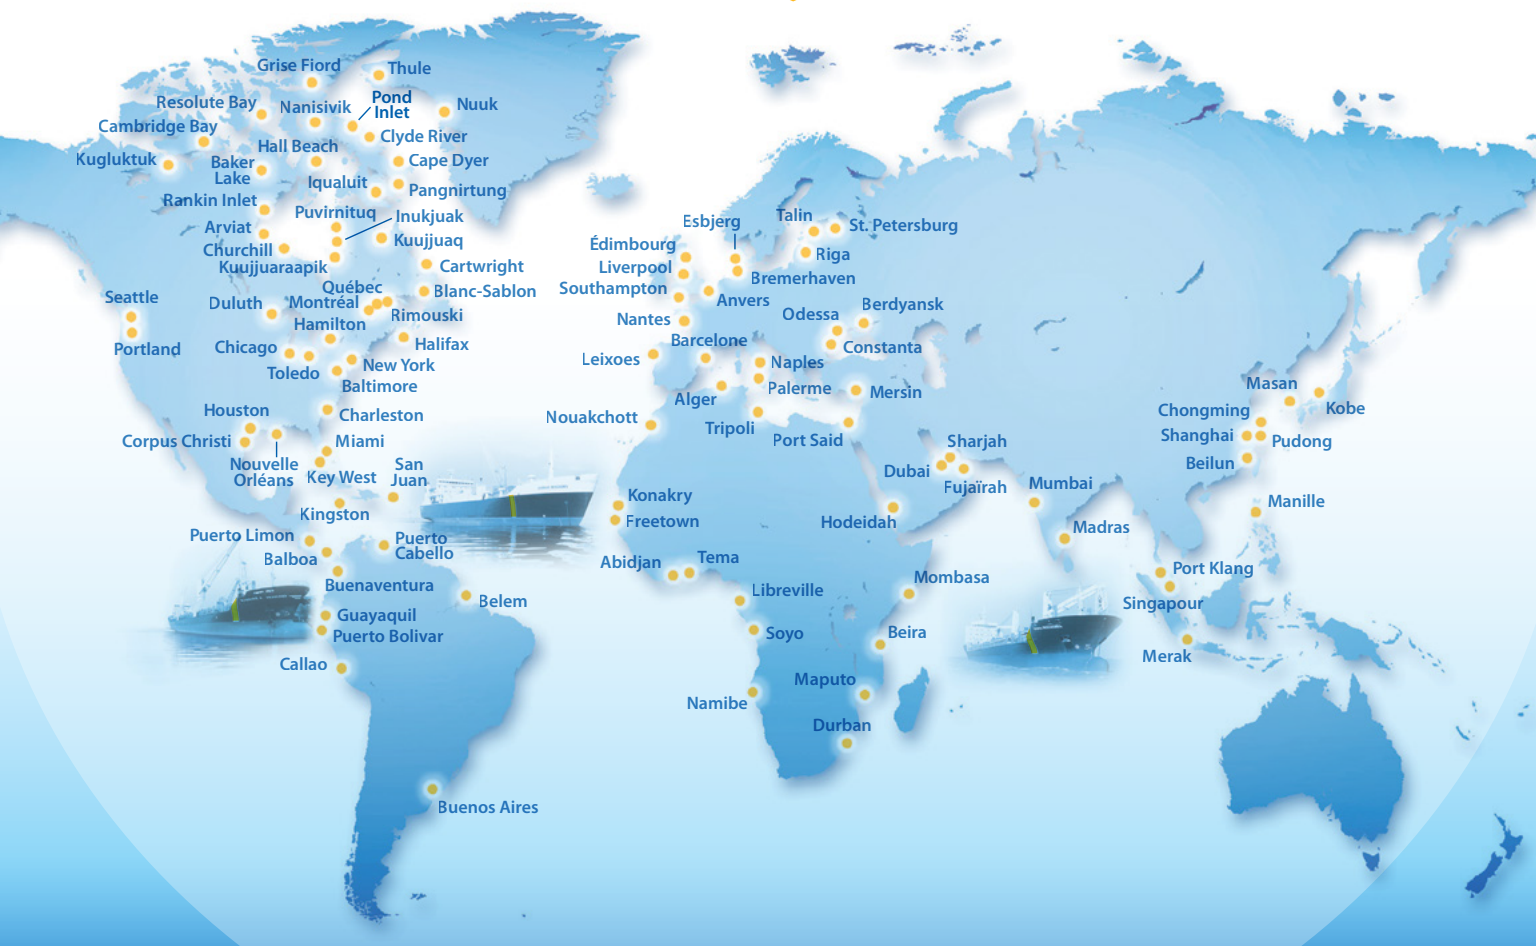 Grise Fiord
Thule
Pond
Inlet
Resolute Bay
Nanisivik
Nuuk
Cambridge Bay
Clyde River
Hall Beach
Kugluktuk
Baker
Lake
Cape Dyer
Iqualuit
Pangnirtung
Rankin Inlet
Puvirnituq
Inukjuak
Arviat
Kuujjuaq
Churchill
Kuujjuaraapik
Cartwright
Québec
Blanc-Sablon
Seattle
Duluth
Montréal
Rimouski
Hamilton
Portland
Chicago
Halifax
Toledo
New York
Baltimore
Houston
Charleston
Corpus Christi
Miami
Nouvelle
Orléans
Key West
San
Juan
Kingston
Puerto Limon
Puerto
Cabello
Balboa
Buenaventura
Belem
Guayaquil
Puerto Bolivar
Callao
Buenos Aires
Esbjerg
Talin
St. Petersburg
Édimbourg
Riga
Liverpool
Bremerhaven
Southampton
Anvers
Berdyansk
Odessa
Nantes
Barcelone
Constanta
Leixoes
Naples
Palerme
Mersin
Alger
Nouakchott
Tripoli
Port Said
Sharjah
Dubai
Fujaïrah
Konakry
Freetown
Hodeidah
Abidjan
Tema
Libreville
Mombasa
Soyo
Beira
Maputo
Namibe
Durban
Masan
Kobe
Chongming
Shanghai
Pudong
Beilun
Mumbai
Manille
Madras
Port Klang
Singapour
Merak